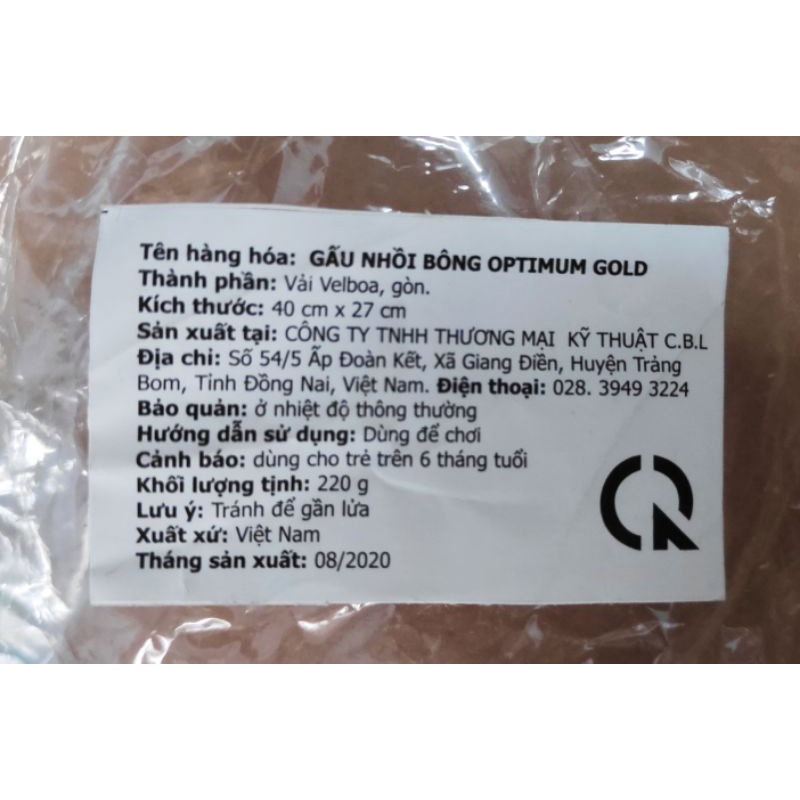 Tên hàng hóa: GẤU NHỒI BÔNG OPTIMUM GOLD
Thành phần: Vải Velboa, gòn.
Kích thước: 40 cm x 27 cm
Sản xuất tại: CÔNG TY TNHH THƯƠNG MẠI KỸ THUẬT C.B.L
Địa chỉ: Số 54/5 Ấp Đoàn Kết, Xã Giang Điền, Huyện Trảng
Bom, Tỉnh Đồng Nai, Việt Nam. Điện thoại: 028. 3949 3224
Bảo quản: ở nhiệt độ thông thường
Hướng dẫn sử dụng: Dùng để chơi
Cảnh báo: dùng cho trẻ trên 6 tháng tuổi
Khối lượng tịnh: 220 g
Lưu ý: Tránh để gần lửa
Xuất xứ: Việt Nam
Tháng sản xuất: 08/2020
CR